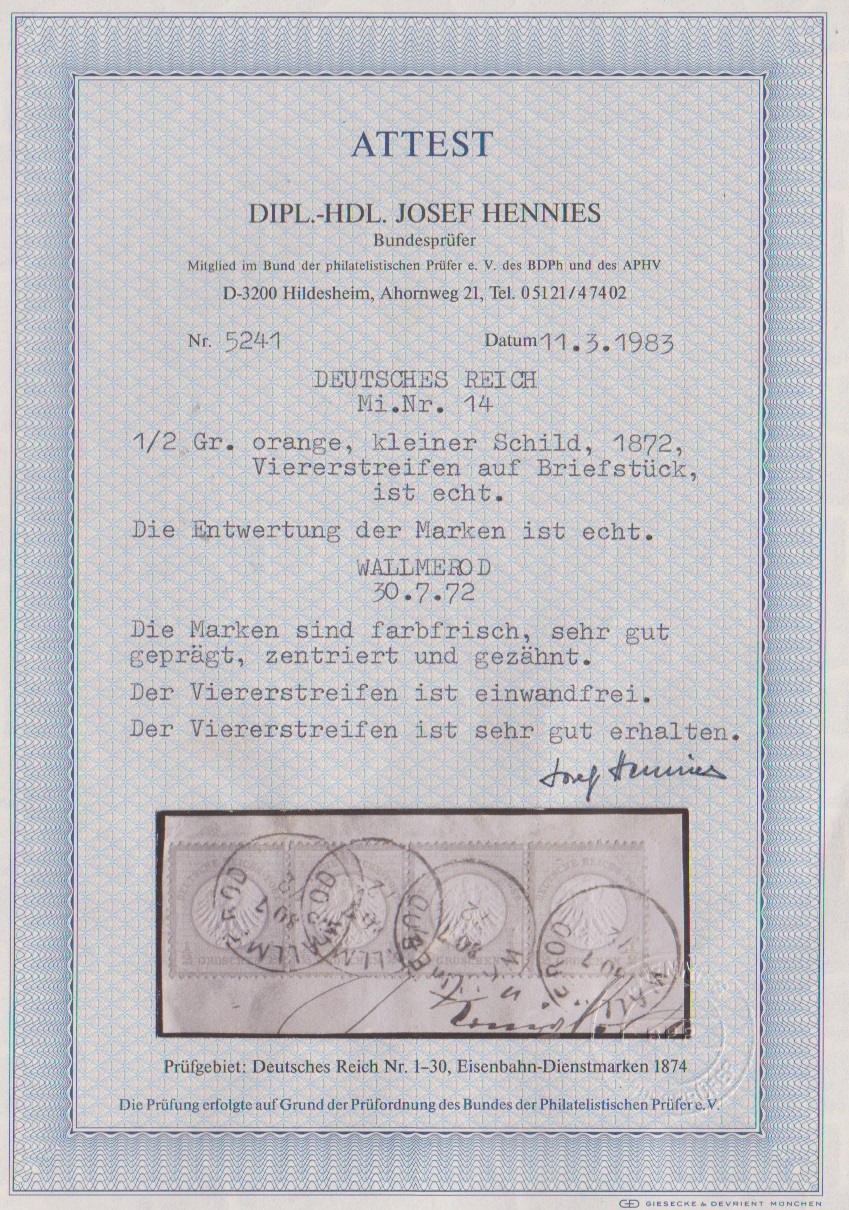 ATTEST
DIPL.-HDL. JOSEF HENNIES
Bundesprüfer
Mitglied im Bund der philatelistischen Prüfer e. V. des BDPh und des APHV
D-3200 Hildesheim, Ahornweg 21, Tel. 05121/47402
Nr. 5241 Datum 11.3.1983
DEUTSCHES REICH
Mi.Nr. 14
1/2 Gr. orange, kleiner Schild, 1872,
Viererstreifen auf Briefstück,
ist echt.
Die Entwertung der Marken ist echt.
WALLMEROD
30.7.72
Die Marken sind farbfrisch, sehr gut
geprägt, zentriert und gezähnt.
Der Viererstreifen ist einwandfrei.
Der Viererstreifen ist sehr gut erhalten.
Josef Hennies
Prüfgebiet: Deutsches Reich Nr. 1–30, Eisenbahn-Dienstmarken 1874
Die Prüfung erfolgte auf Grund der Prüfordnung des Bundes der Philatelistischen Prüfer e.V.
GIESECKE & DEVRIENT MÜNCHEN